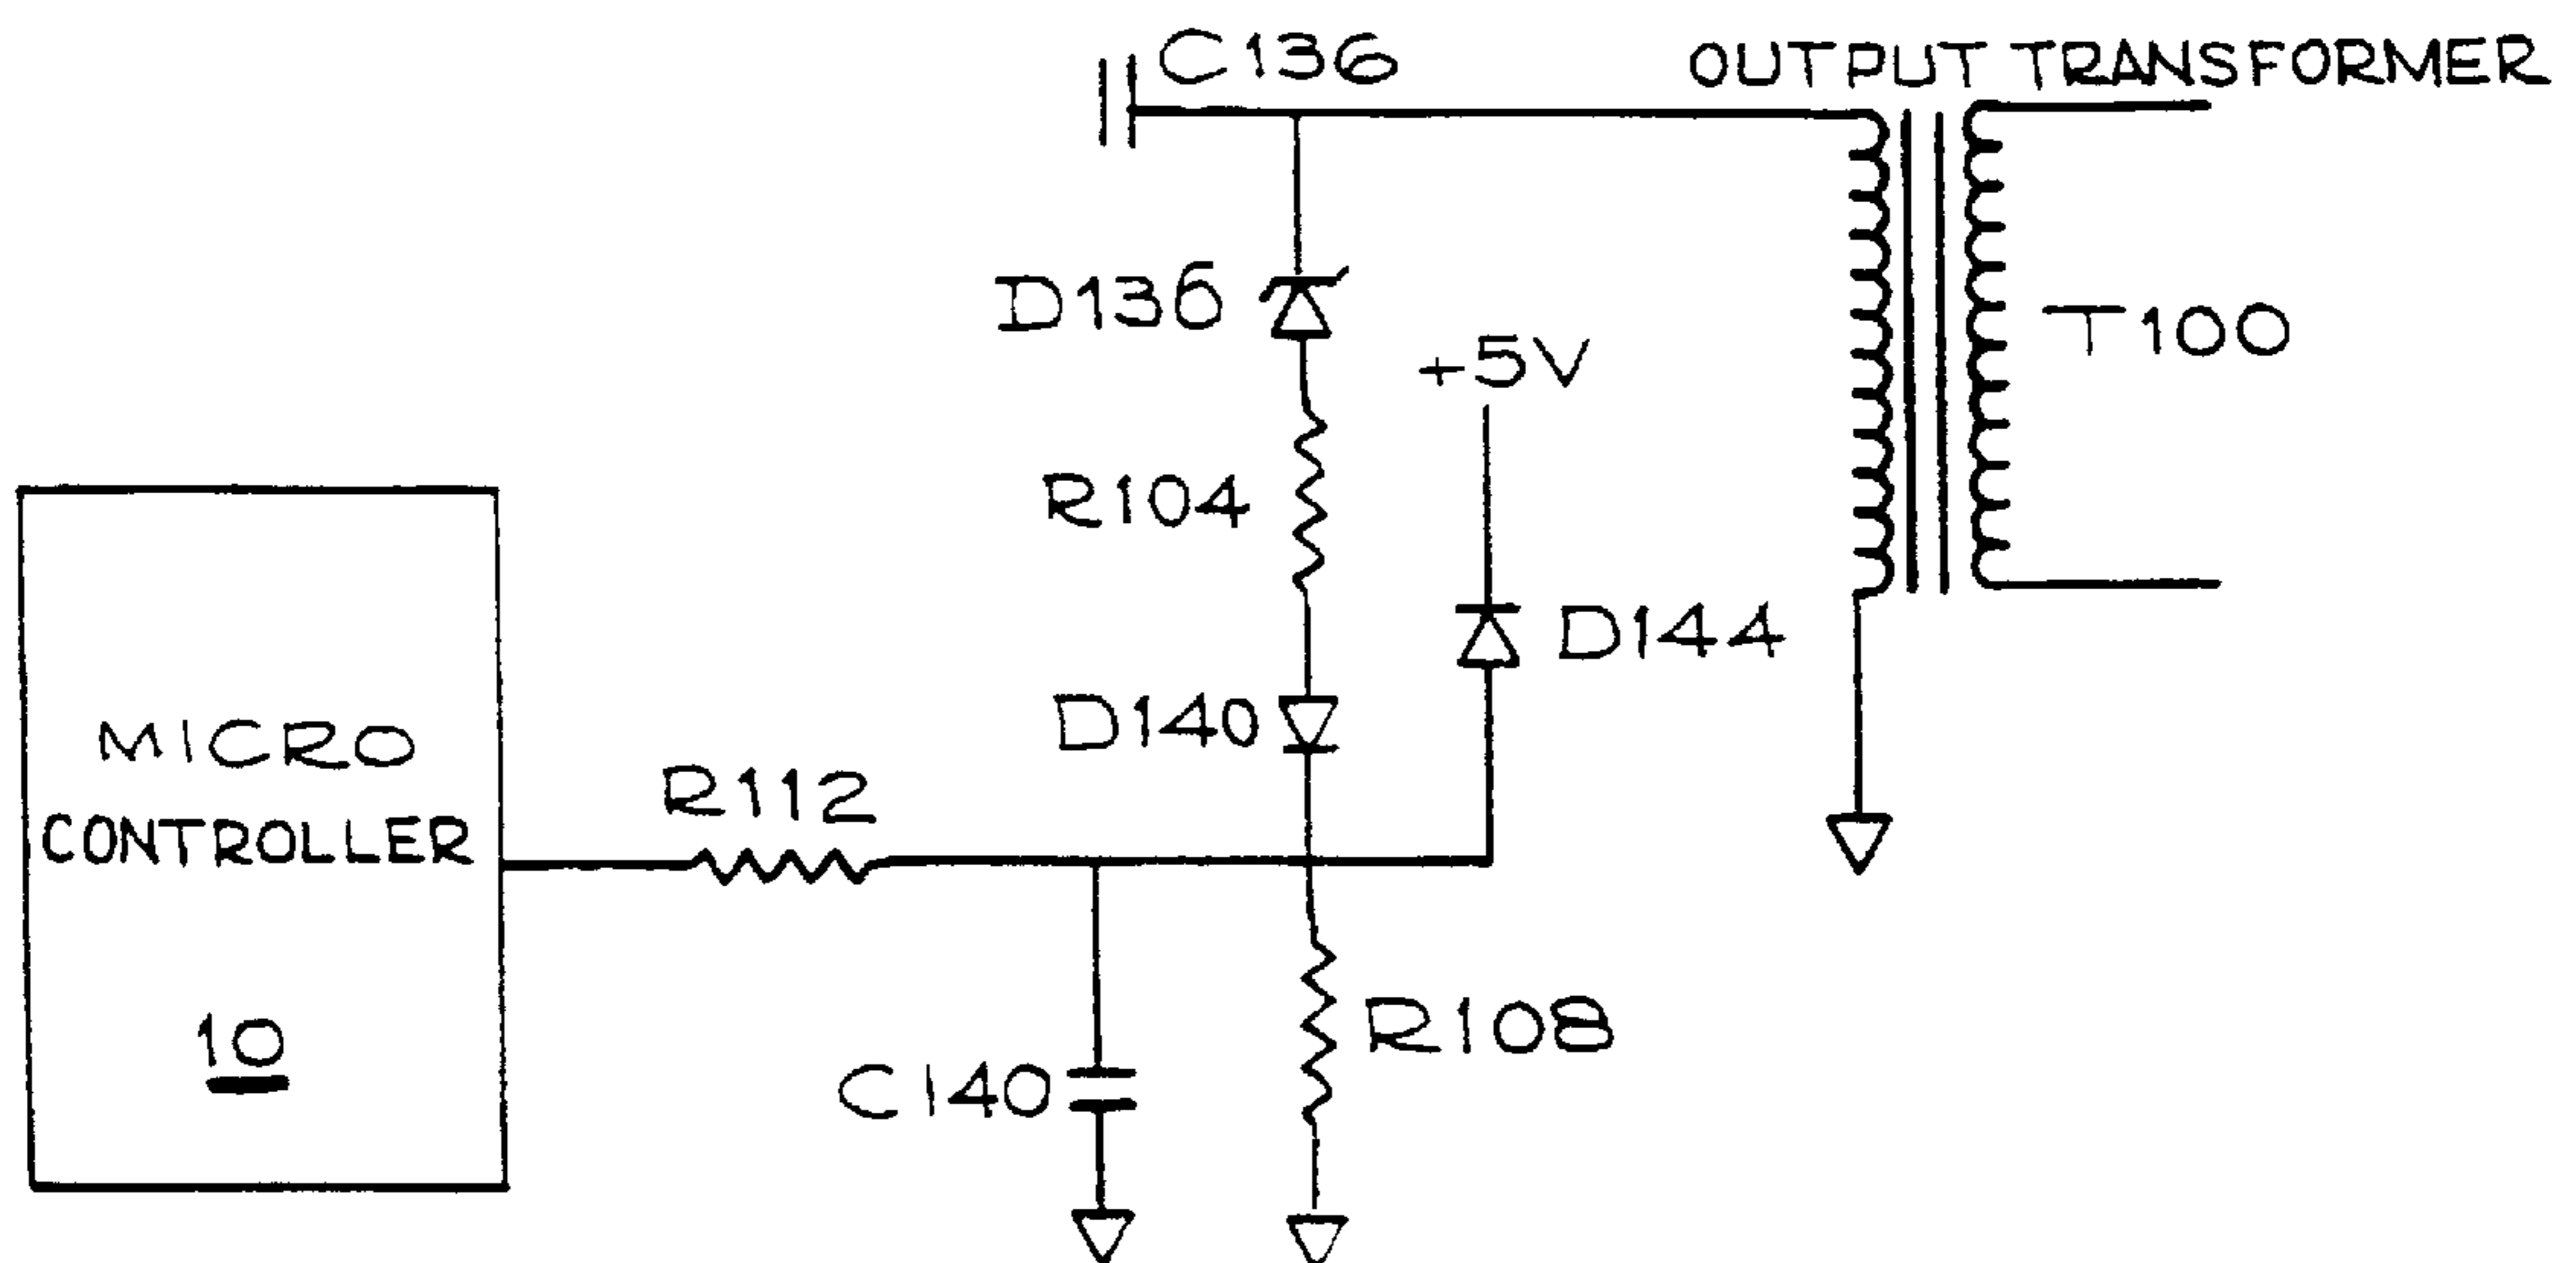 C136
OUTPUT TRANSFORMER
D136
+5V
T100
R104
D144
D140
MICRO
CONTROLLER
R112
10
R108
C140